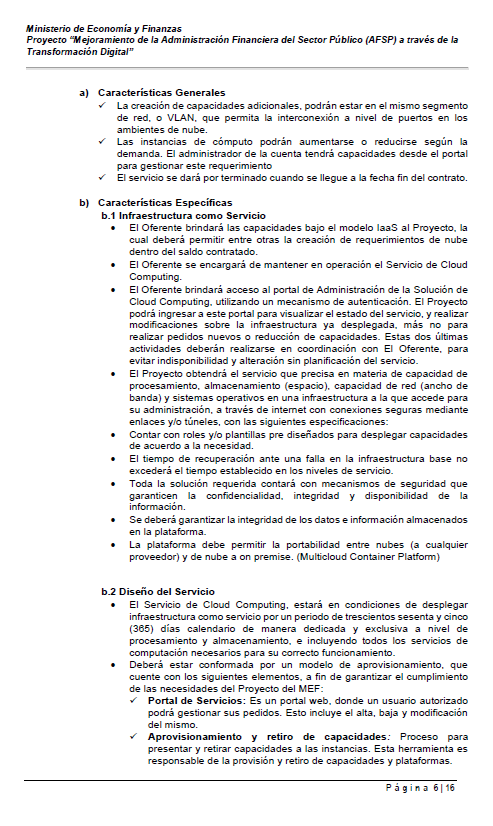 Ministerio de Economía y Finanzas
Proyecto "Mejoramiento de la Administración Financiera del Sector Público (AFSP) a través de la
Transformación Digital"
a) Características Generales
✓ La creación de capacidades adicionales, podrán estar en el mismo segmento
de red, o VLAN, que permita la interconexión a nivel de puertos en los
ambientes de nube.
✓ Las instancias de cómputo podrán aumentarse o reducirse según la
demanda. El administrador de la cuenta tendrá capacidades desde el portal
para gestionar este requerimiento
✓ El servicio se dará por terminado cuando se llegue a la fecha fin del contrato.
b) Características Específicas
b.1 Infraestructura como Servicio
• El Oferente brindará las capacidades bajo el modelo IaaS al Proyecto, la
cual deberá permitir entre otras la creación de requerimientos de nube
dentro del saldo contratado.
• El Oferente se encargará de mantener en operación el Servicio de Cloud
Computing.
• El Oferente brindará acceso al portal de Administración de la Solución de
Cloud Computing, utilizando un mecanismo de autenticación. El Proyecto
podrá ingresar a este portal para visualizar el estado del servicio, y realizar
modificaciones sobre la infraestructura ya desplegada, más no para
realizar pedidos nuevos o reducción de capacidades. Estas dos últimas
actividades deberán realizarse en coordinación con El Oferente, para
evitar indisponibilidad y alteración sin planificación del servicio.
• El Proyecto obtendrá el servicio que precisa en materia de capacidad de
procesamiento, almacenamiento (espacio), capacidad de red (ancho de
banda) y sistemas operativos en una infraestructura a la que accede para
su administración, a través de internet con conexiones seguras mediante
enlaces y/o túneles, con las siguientes especificaciones:
• Contar con roles y/o plantillas pre diseñados para desplegar capacidades
de acuerdo a la necesidad.
• El tiempo de recuperación ante una falla en la infraestructura base no
excederá el tiempo establecido en los niveles de servicio.
• Toda la solución requerida contará con mecanismos de seguridad que
garanticen la confidencialidad, integridad y disponibilidad de la
información.
• Se deberá garantizar la integridad de los datos e información almacenados
en la plataforma.
• La plataforma debe permitir la portabilidad entre nubes (a cualquier
proveedor) y de nube a on premise. (Multicloud Container Platform)
b.2 Diseño del Servicio
• El Servicio de Cloud Computing, estará en condiciones de desplegar
infraestructura como servicio por un periodo de trescientos sesenta y cinco
(365) días calendario de manera dedicada y exclusiva a nivel de
procesamiento y almacenamiento, e incluyendo todos los servicios de
computación necesarios para su correcto funcionamiento.
• Deberá estar conformada por un modelo de aprovisionamiento, que
cuente con los siguientes elementos, a fin de garantizar el cumplimiento
de las necesidades del Proyecto del MEF:
✓ Portal de Servicios: Es un portal web, donde un usuario autorizado
podrá gestionar sus pedidos. Esto incluye el alta, baja y modificación
del mismo.
✓ Aprovisionamiento y retiro de capacidades: Proceso para
presentar y retirar capacidades a las instancias. Esta herramienta es
responsable de la provisión y retiro de capacidades y plataformas.
Página 6|16